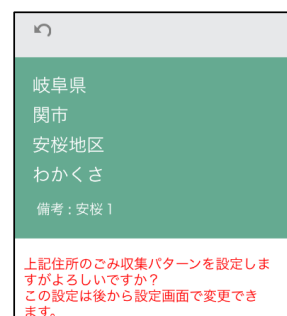 岐阜県
関市
安桜地区
わかくさ
備考：安桜１
上記住所のごみ収集パターンを設定しま
すがよろしいですか？
この設定は後から設定画面で変更でき
ます。